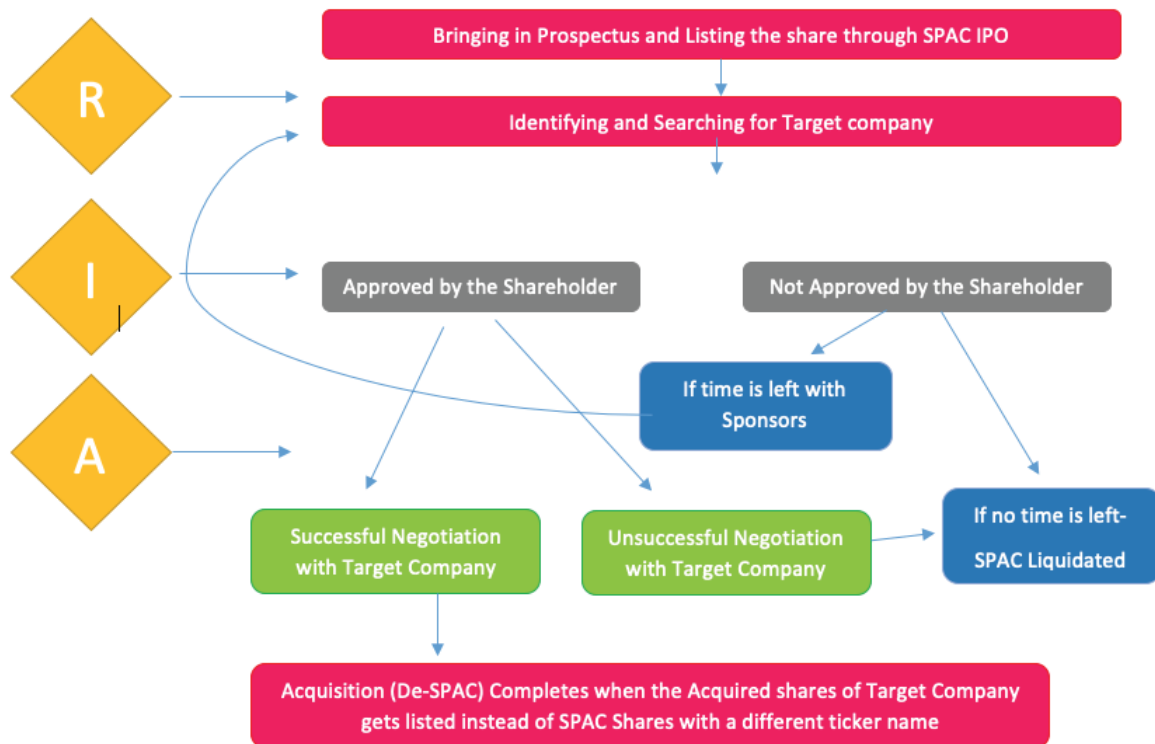 Bringing in Prospectus and Listing the share through SPAC IPO
R
Identifying and Searching for Target company
I
Approved by the Shareholder
Not Approved by the Shareholder
If time is left with
Sponsors
A
Successful Negotiation
with Target Company
Unsuccessful Negotiation
with Target Company
If no time is left-
SPAC Liquidated
Acquisition (De-SPAC) Completes when the Acquired shares of Target Company
gets listed instead of SPAC Shares with a different ticker name